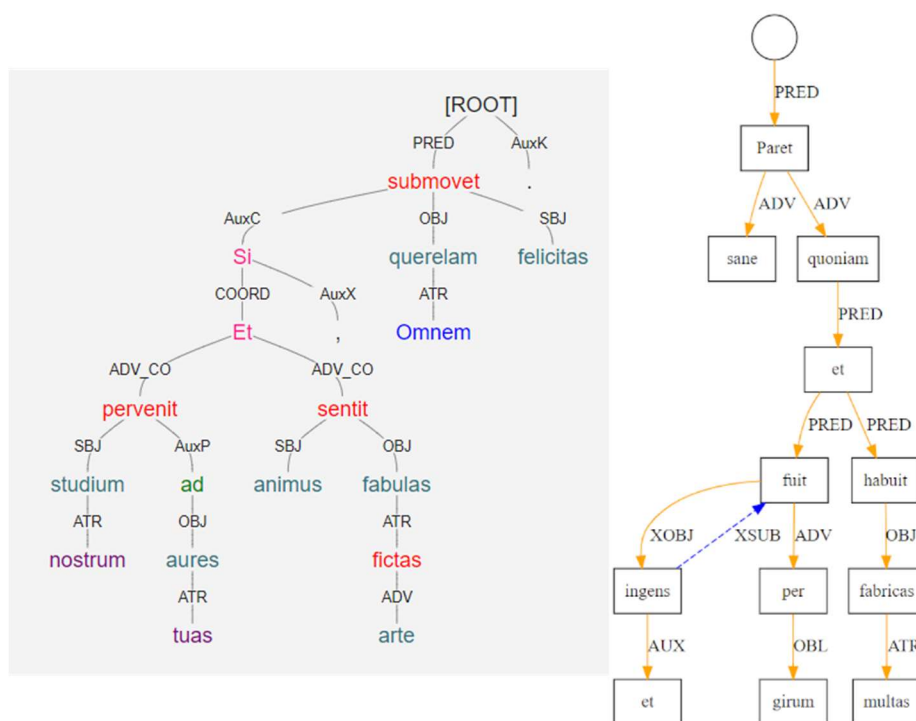 [ROOT]
PRED AuxK
submovet .
AuxC OBJ SBJ
Si querelam felicitas
COORD AuxX ATR
Et , Omnem
ADV_CO ADV_CO
pervenit sentit
SBJ AuxP SBJ OBJ
studium ad animus fabulas
ATR OBJ ATR
nostrum aures fictas
ATR ADV
tuas arte
PRED
Paret
ADV ADV
sane quoniam
PRED
et
PRED PRED
fuit habuit
XOBJ XSUB ADV OBJ
ingens per fabricas
AUX OBL ATR
et girum multas